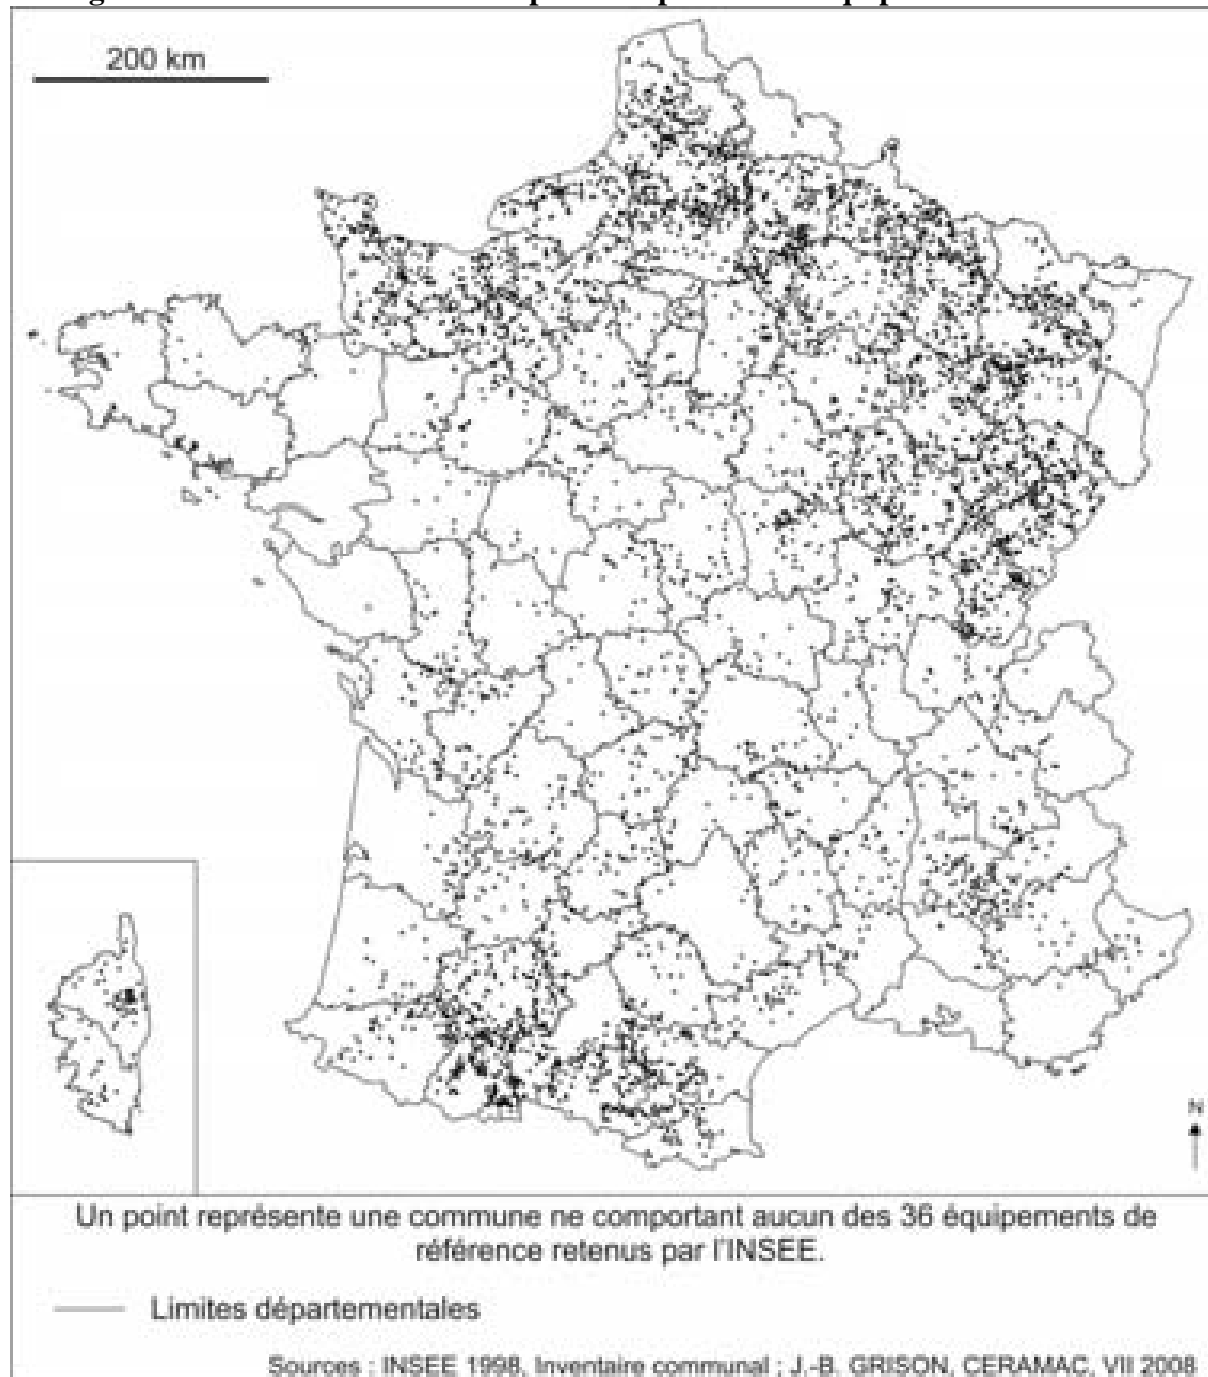 200 km
N
Un point représente une commune ne comportant aucun des 36 équipements de
référence retenus par l'INSEE.
Limites départementales
Sources : INSEE 1998, Inventaire communal ; J.-B. GRISON, CERAMAC, VII 2008